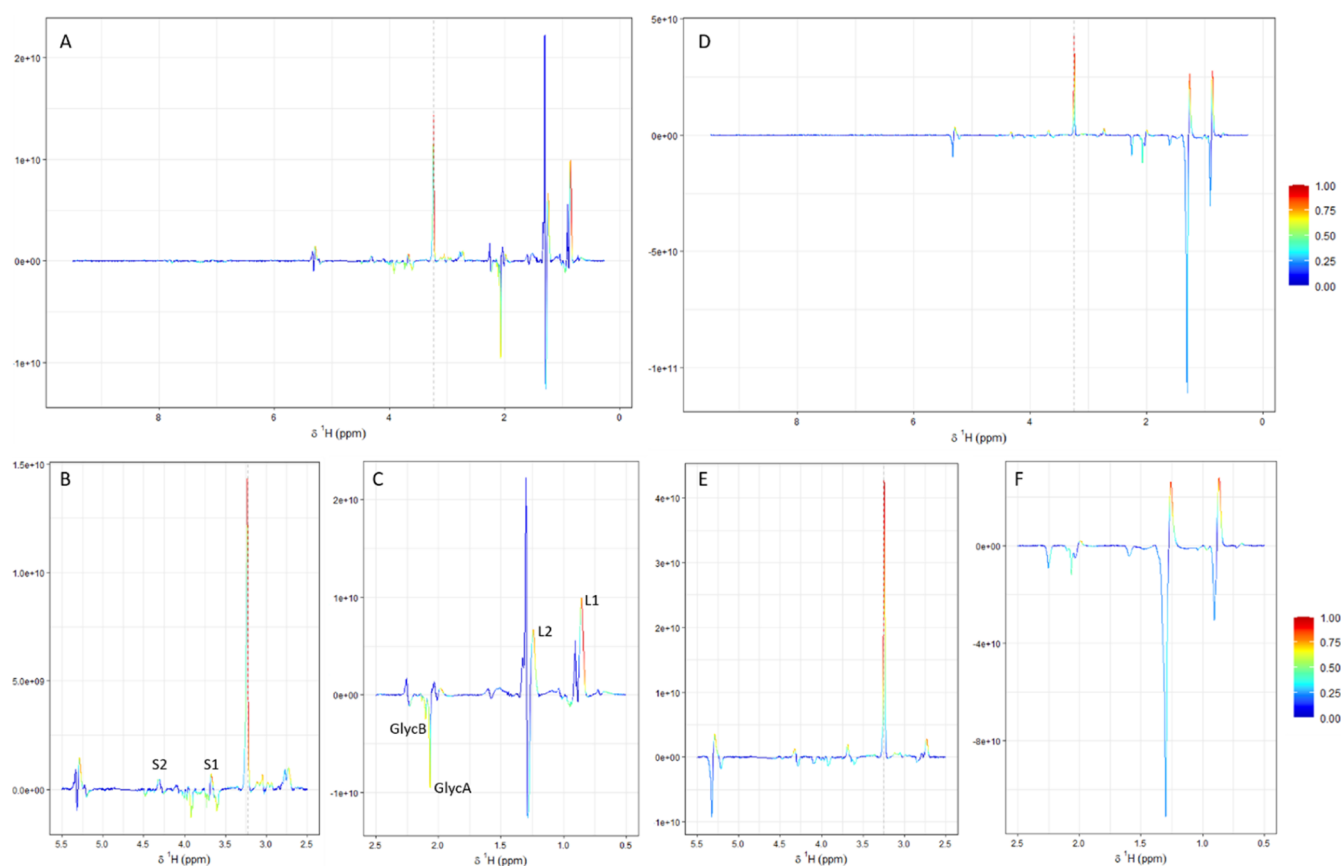 A
2e+10
1e+10
0e+00
-1e+10
8
6
4
2
0
δ ¹H (ppm)
D
5e+10
0e+00
-5e+10
-1e+11
8
6
4
2
0
δ ¹H (ppm)
1.00
0.75
0.50
0.25
0.00
B
1.5e+10
1.0e+10
5.0e+09
0.0e+00
S2
S1
5.5
5.0
4.5
4.0
3.5
3.0
2.5
δ ¹H (ppm)
C
2e+10
1e+10
0e+00
-1e+10
L1
L2
GlycB
GlycA
2.5
2.0
1.5
1.0
0.5
δ ¹H (ppm)
E
4e+10
3e+10
2e+10
1e+10
0e+00
1e+10
5.5
5.0
4.5
4.0
3.5
3.0
2.5
δ ¹H (ppm)
F
0e+00
-4e+10
-8e+10
2.5
2.0
1.5
1.0
0.5
δ ¹H (ppm)
1.00
0.75
0.50
0.25
0.00